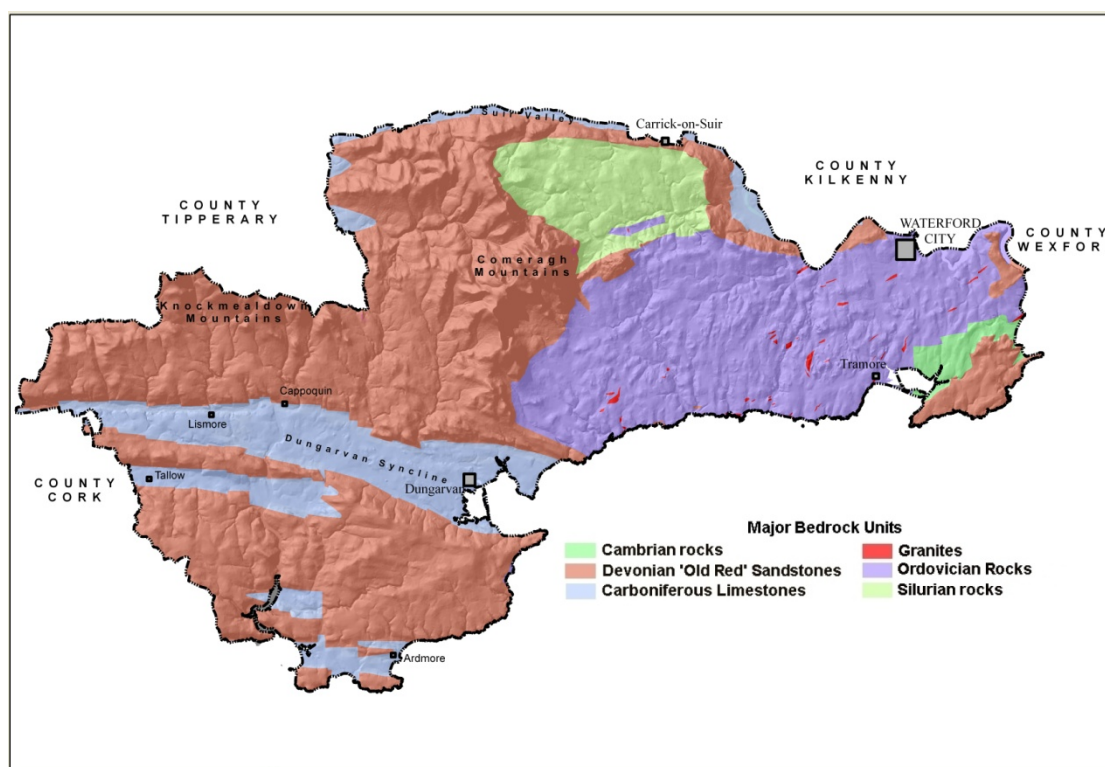 Suir Valley
Carrick-on-Suir
COUNTY
KILKENNY
COUNTY
TIPPERARY
WATERFORD
CITY
COUNTY
WEXFOR
Comeragh
Mountains
Knockmealdown
Mountains
Tramore
Cappoquin
Lismore
Dungarvan Syncline
COUNTY
CORK
Tallow
Dungarvan
Major Bedrock Units
Cambrian rocks
Granites
Devonian 'Old Red' Sandstones
Ordovician Rocks
Carboniferous Limestones
Silurian rocks
Ardmore